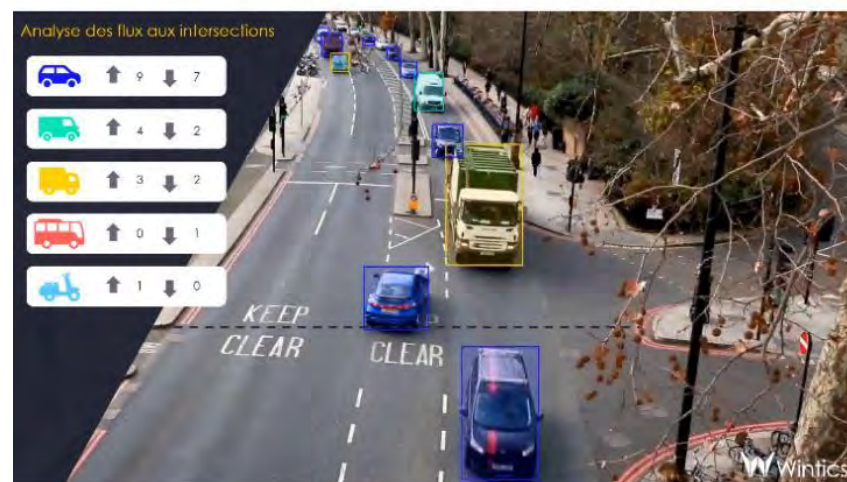 Analyse des flux aux intersections
9 7
4 2
3 2
0 1
1 0
KEEP
CLEAR CLEAR
Wintics